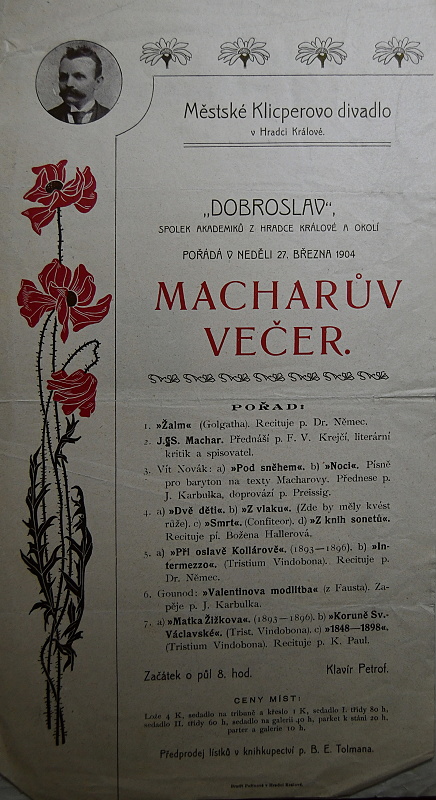 Městské Klicperovo divadlo
v Hradci Králové.
„DOBROSLAV“,
SPOLEK AKADEMIKŮ Z HRADCE KRÁLOVÉ A OKOLÍ
POŘÁDÁ V NEDĚLI 27. BŘEZNA 1904
MACHARŮV
VEČER.
POŘAD:
1. »Žalm« (Golgatha). Recituje p. Dr. Němec.
2. J. S. Machar. Přednáší p. F. V. Krejčí, literární
kritik a spisovatel.
3. Vít Novák: a) »Pod sněhem«. b) »Noci«. Písně
pro baryton na texty Macharovy. Přednese p.
J. Karbulka, doprovází p. Preissig.
4. a) »Dvě děti«. b) »Z vlaku«. (Zde by měly kvést
růže). c) »Smrt«. (Confiteor). d) »Z knih sonetů«.
Recituje pí. Božena Hallerová.
5. a) »Při oslavě Kollárově«. (1893—1896). b) »In-
termezzo«. (Tristium Vindobona). Recituje p.
Dr. Němec.
6. Gounod: »Valentinova modlitba« (z Fausta). Za-
pěje p. J. Karbulka.
7. a) »Matka Žižkova«. (1893—1896). b) »Koruně Sv.-
Václavské«. (Trist. Vindobona). c) »1848—1898«.
(Tristium Vindobona). Recituje p. K. Paul.
Začátek o půl 8. hod. Klavír Petrof.
CENY MÍST:
Lože 4 K, sedadlo na tribuně a křeslo 1 K, sedadlo I. třídy 80 h,
sedadlo II. třídy 60 h, sedadlo na galerii 40 h, parket k stání 20 h.
parter a galerie 10 h.
Předprodej lístků v knihkupectví p. B. E. Tolmana.
v Hradci Králové.